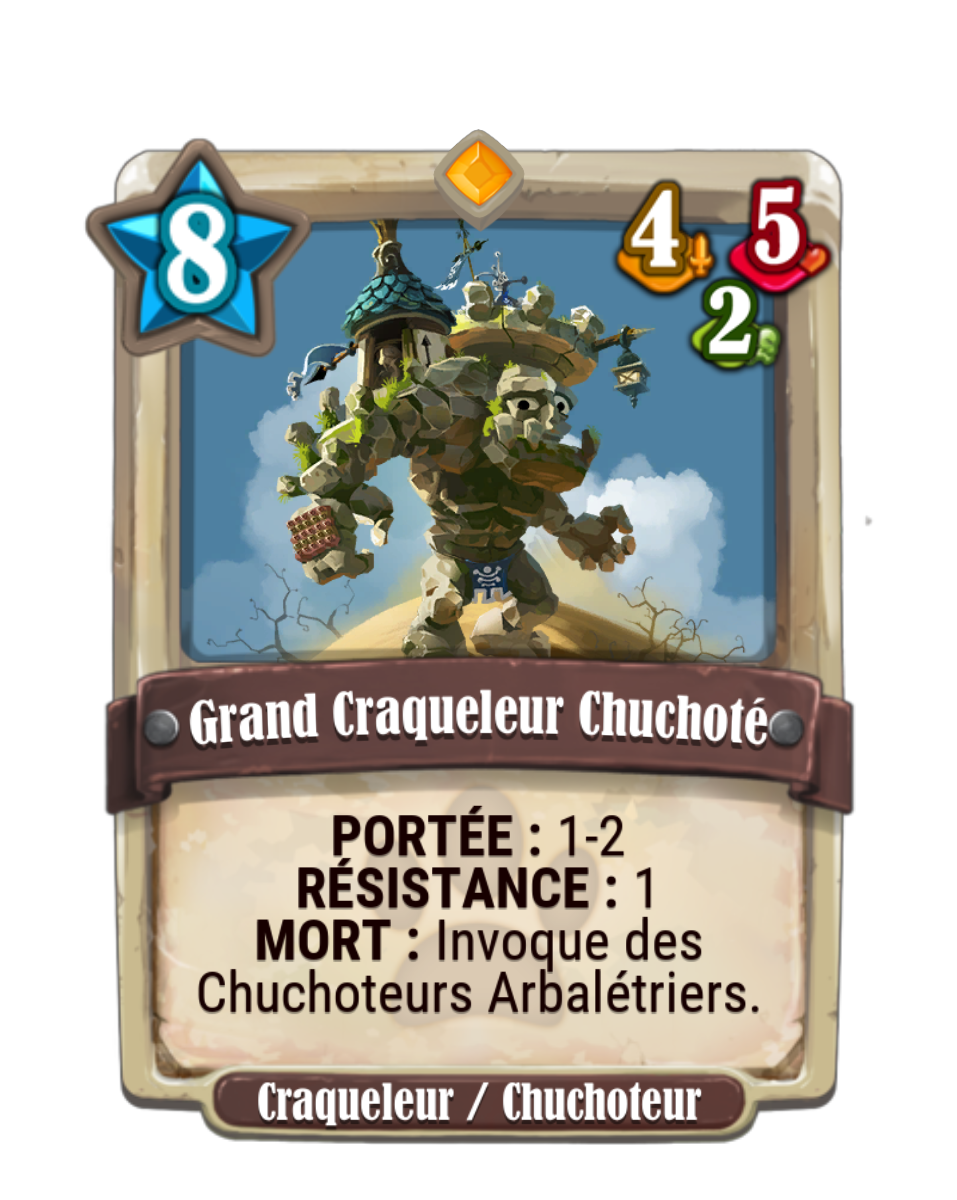 8
4
5
2
Grand Craqueleur Chuchoté
PORTÉE : 1-2
RÉSISTANCE : 1
MORT : Invoque des
Chuchoteurs Arbalétriers.
Craqueleur / Chuchoteur